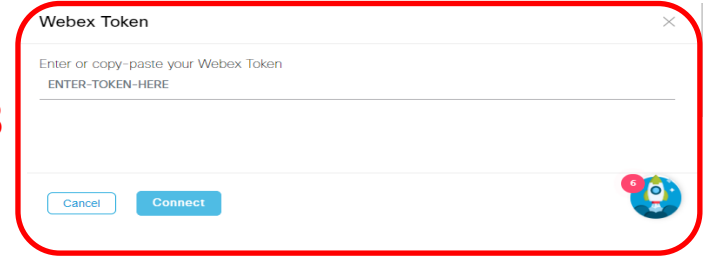 Webex Token
Enter or copy-paste your Webex Token
ENTER-TOKEN-HERE
6
Cancel
Connect